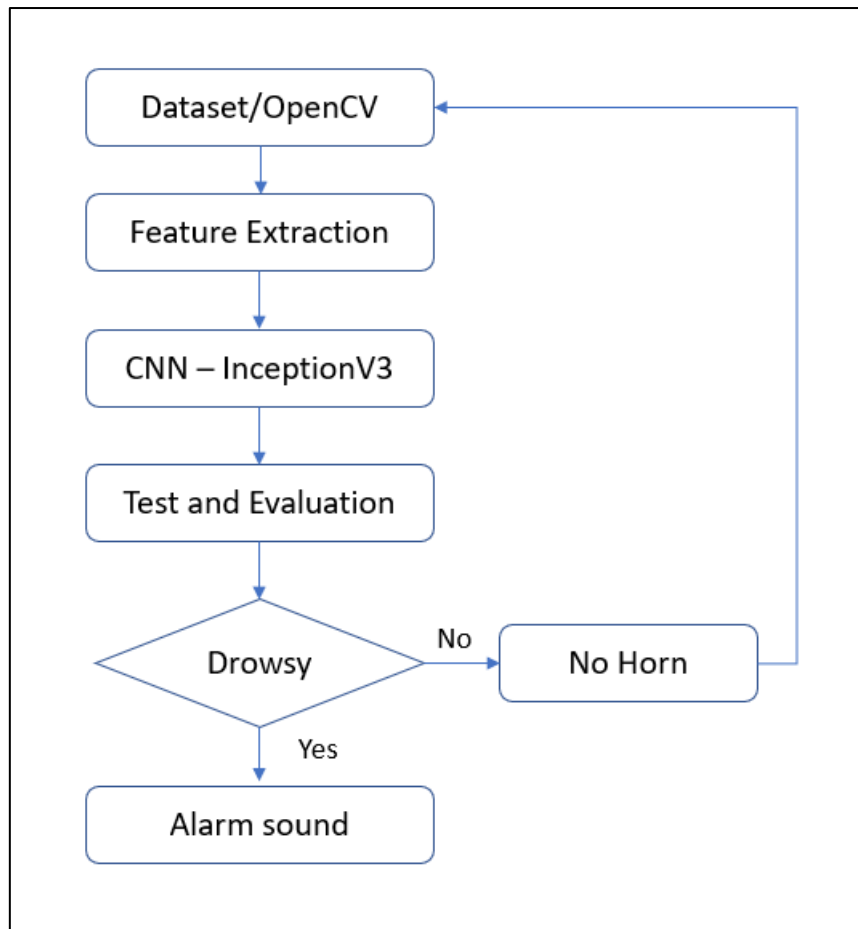 Dataset/OpenCV
Feature Extraction
CNN – InceptionV3
Test and Evaluation
Drowsy
No
No Horn
Yes
Alarm sound